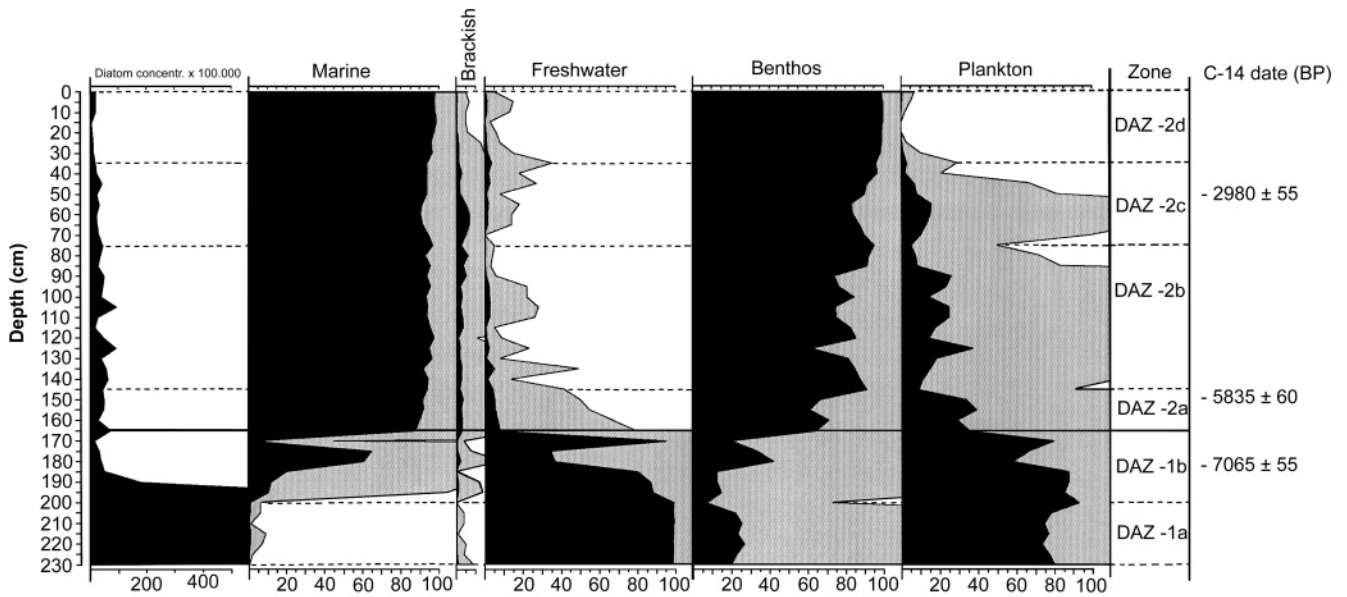 Diatom concentr. x 100.000
Marine
Brackish
Freshwater
Benthos
Plankton
Zone
C-14 date (BP)
Depth (cm)
0
10
20
30
40
50
60
70
80
90
100
110
120
130
140
150
160
170
180
190
200
210
220
230
DAZ -2d
DAZ -2c
DAZ -2b
DAZ -2a
DAZ -1b
DAZ -1a
- 2980 ± 55
- 5835 ± 60
- 7065 ± 55
200 400
20 40 60 80 100
20 40 60 80 100
20 40 60 80 100
20 40 60 80 100